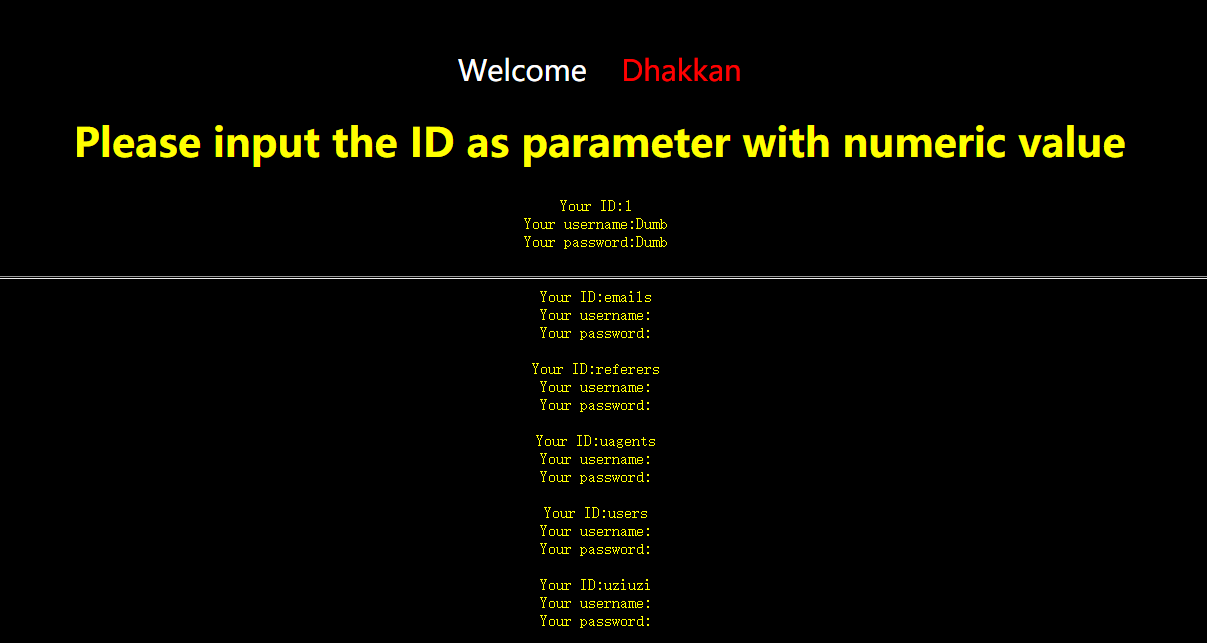 Welcome Dhakkan
Please input the ID as parameter with numeric value
Your ID:1
Your username:Dumb
Your password:Dumb
Your ID:emails
Your username:
Your password:
Your ID:referers
Your username:
Your password:
Your ID:uagents
Your username:
Your password:
Your ID:users
Your username:
Your password:
Your ID:uziuzi
Your username:
Your password: